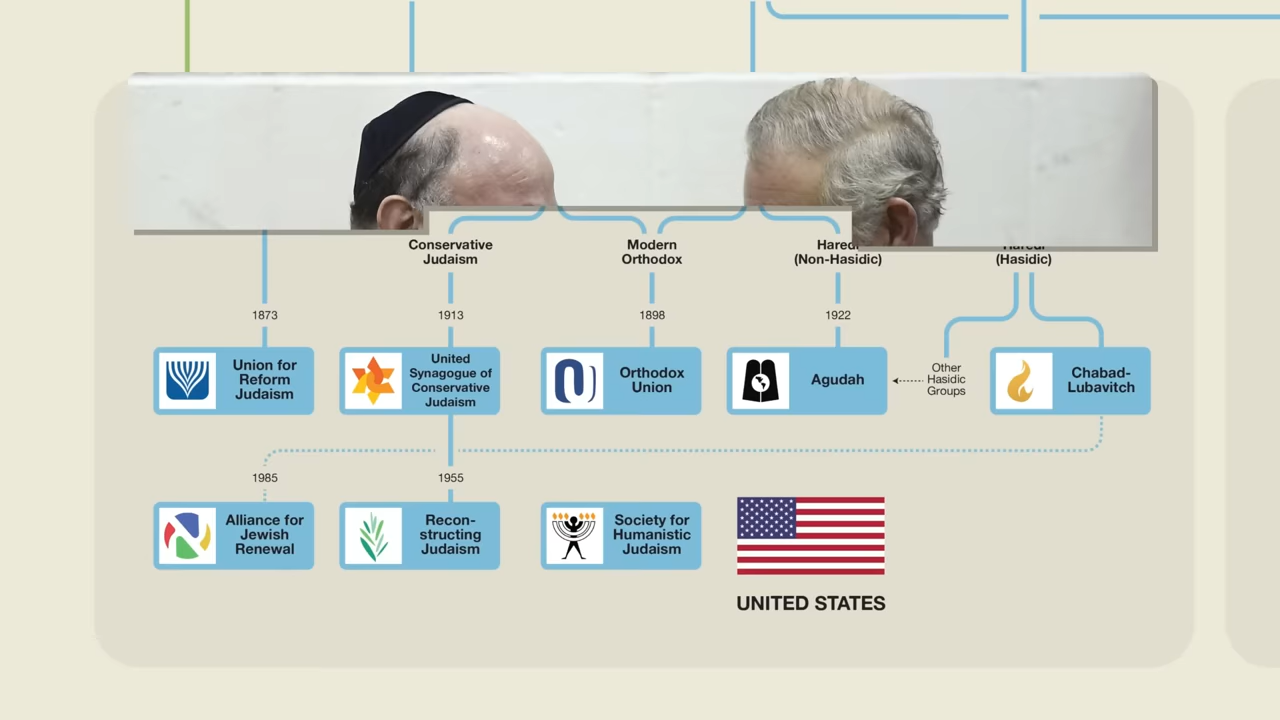 Conservative
Judaism
Modern
Orthodox
Haredi
(Non-Hasidic)
Haredi
(Hasidic)
1873
1913
1898
1922
Union for
Reform
Judaism
United
Synagogue of
Conservative
Judaism
Orthodox
Union
Agudah
Other
Hasidic
Groups
Chabad-
Lubavitch
1985
1955
Alliance for
Jewish
Renewal
Recon-
structing
Judaism
Society for
Humanistic
Judaism
UNITED STATES